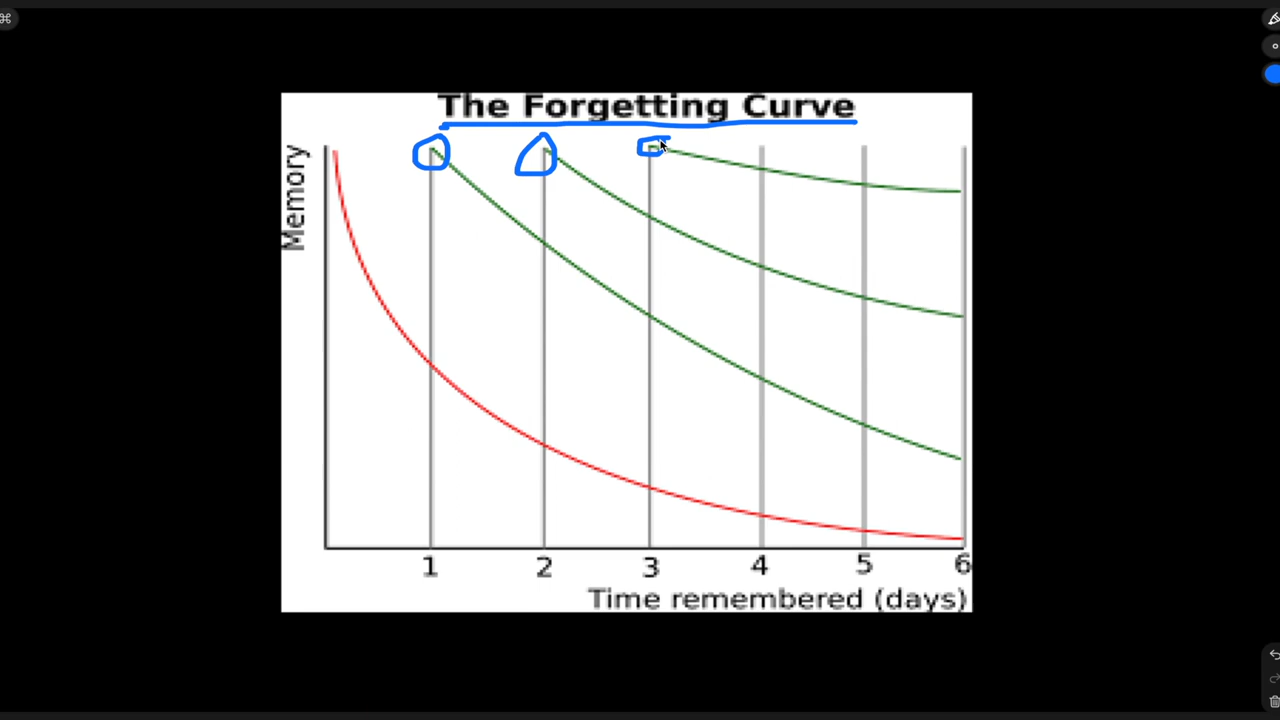 ⌘
The Forgetting Curve
Memory
1 2 3 4 5 6
Time remembered (days)